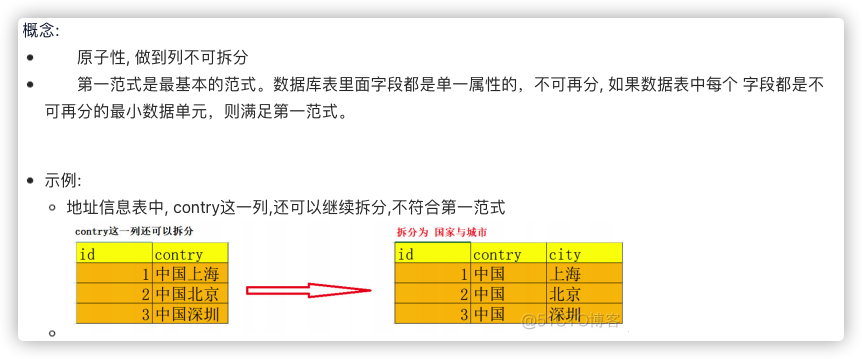 概念:
原子性, 做到列不可拆分
第一范式是最基本的范式。数据库表里面字段都是单一属性的，不可再分, 如果数据表中每个 字段都是不
可再分的最小数据单元，则满足第一范式。
示例:
地址信息表中, contry这一列,还可以继续拆分,不符合第一范式
contry这一列还可以拆分
id contry
1 中国上海
2 中国北京
3 中国深圳
拆分为 国家与城市
id contry city
1 中国 上海
2 中国 北京
3 中国 深圳
@51CTO博客